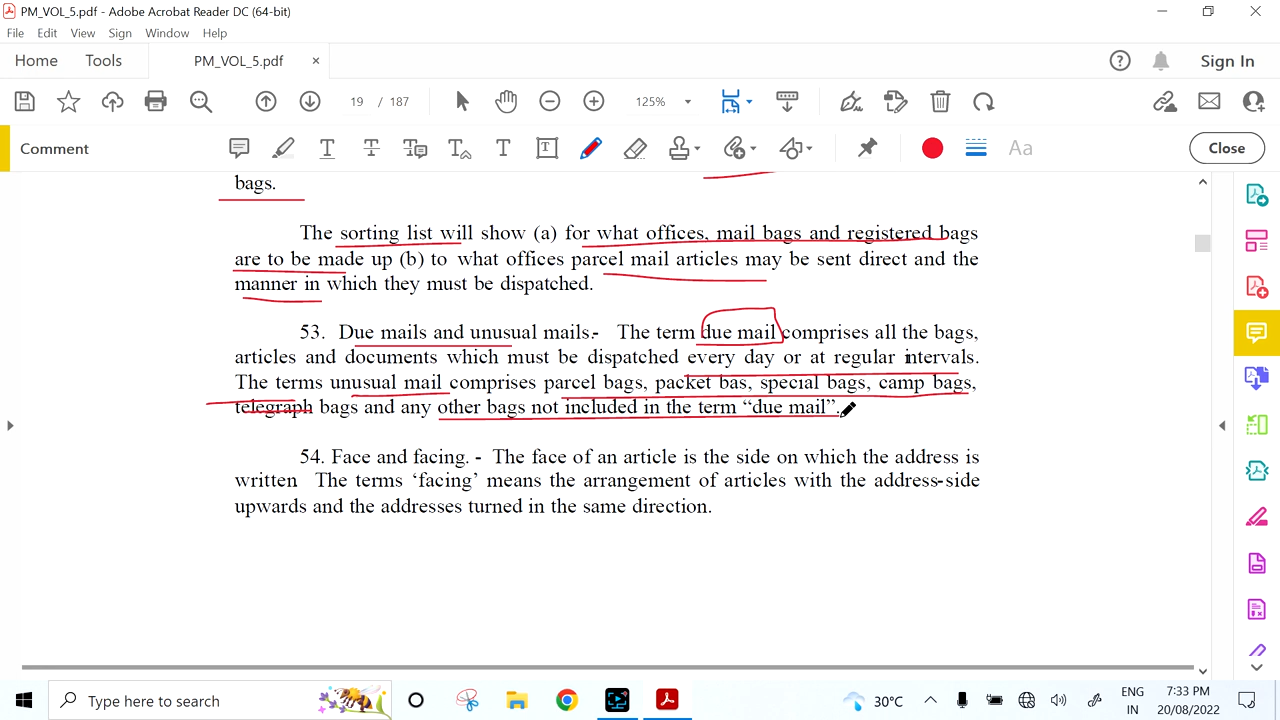 PM_VOL_5.pdf - Adobe Acrobat Reader DC (64-bit)
File Edit View Sign Window Help
Home Tools PM_VOL_5.pdf × Sign In
19 / 187 125%
Comment Close
bags.
The sorting list will show (a) for what offices, mail bags and registered bags
are to be made up (b) to what offices parcel mail articles may be sent direct and the
manner in which they must be dispatched.
53. Due mails and unusual mails.- The term due mail comprises all the bags,
articles and documents which must be dispatched every day or at regular intervals.
The terms unusual mail comprises parcel bags, packet bas, special bags, camp bags,
telegraph bags and any other bags not included in the term “due mail”.
54. Face and facing. - The face of an article is the side on which the address is
written The terms ‘facing’ means the arrangement of articles with the address-side
upwards and the addresses turned in the same direction.
Type here to search 30°C ENG 7:33 PM
IN 20/08/2022